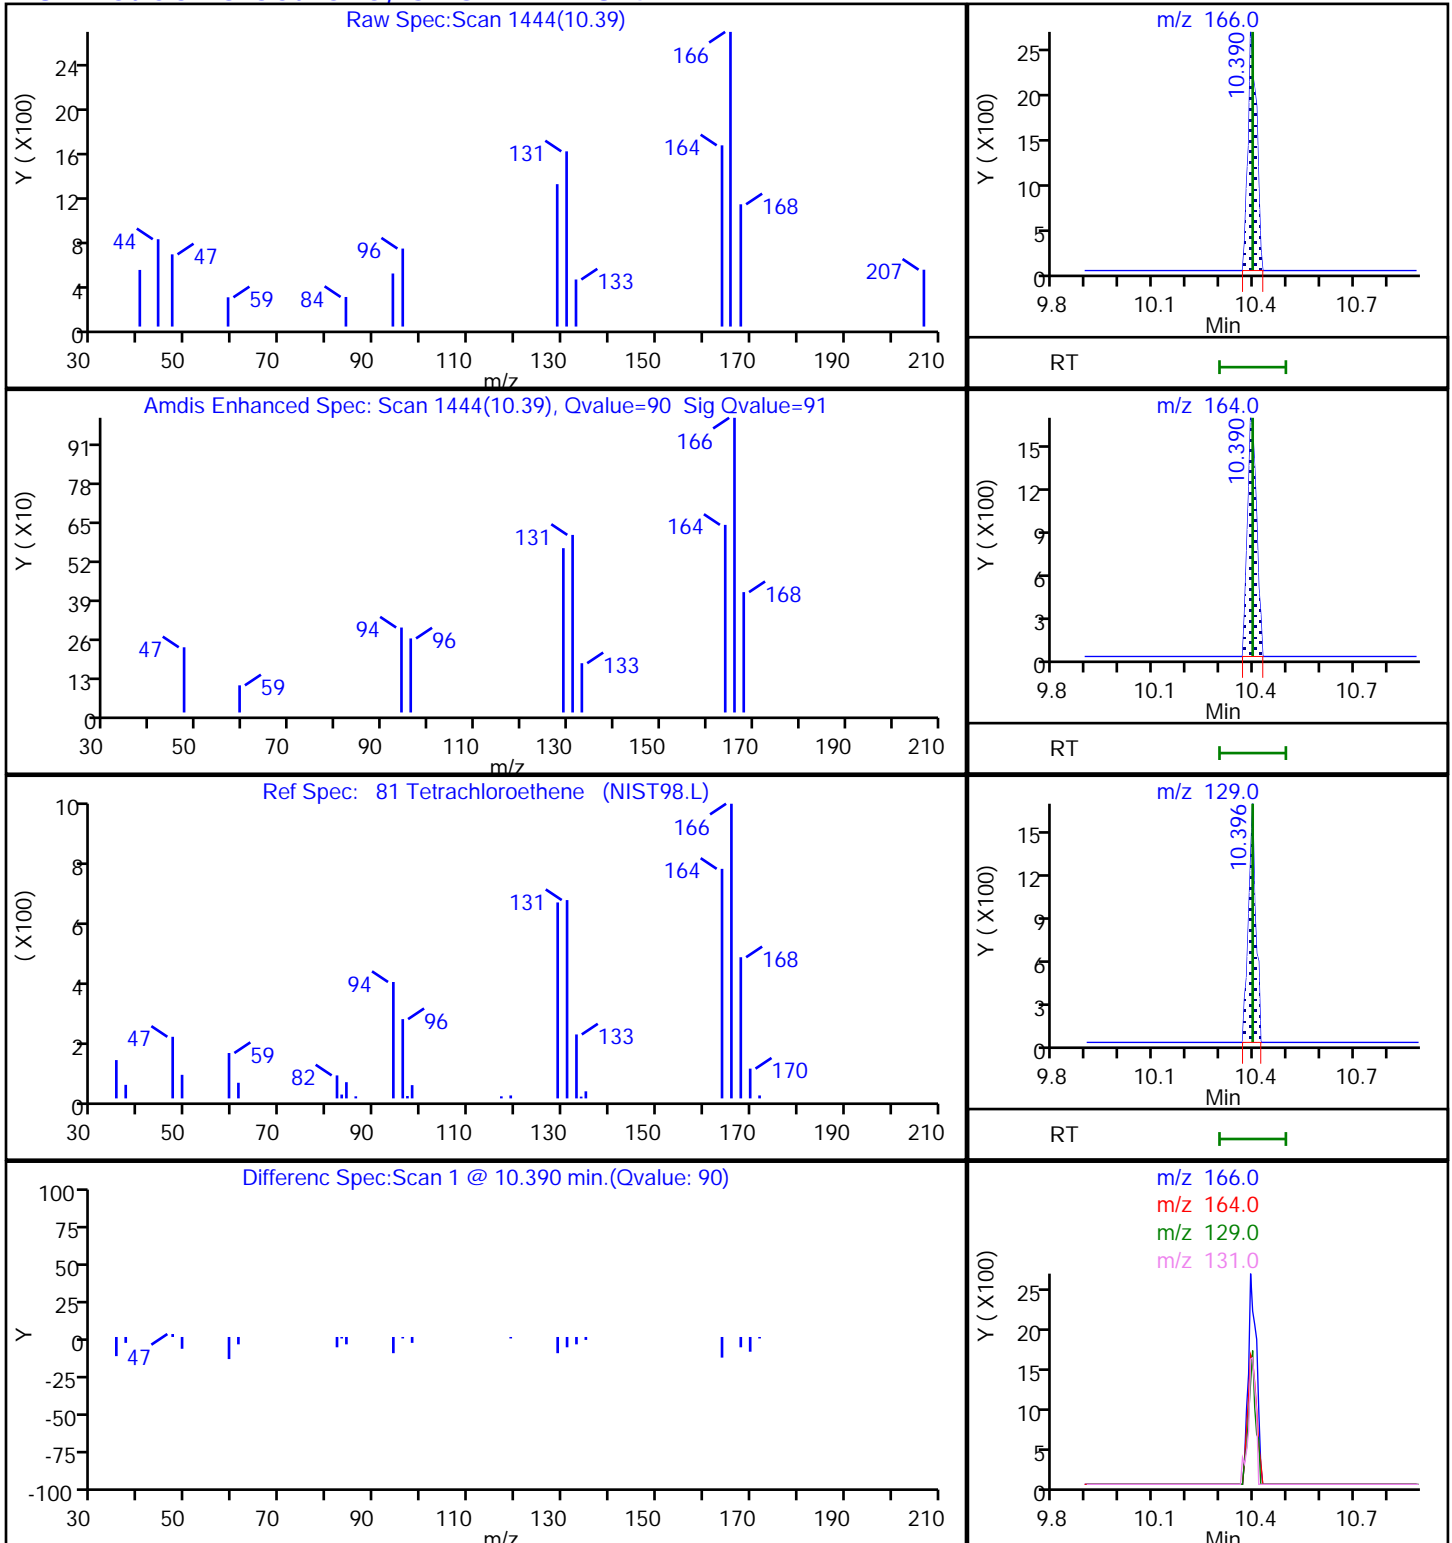 Raw Spec:Scan 1444(10.39)
Y ( X100)
24
20
16
12
8
4
0
44
47
59
84
96
131
133
164
166
168
207
30 50 70 90 110 130 150 170 190 210
m/z
m/z 166.0
Y ( X100)
25
20
15
10
5
0
10.390
9.8 10.1 10.4 10.7
Min
RT
Amdis Enhanced Spec: Scan 1444(10.39), Qvalue=90 Sig Qvalue=91
Y ( X10)
91
78
65
52
39
26
13
0
47
59
94
96
131
133
164
166
168
30 50 70 90 110 130 150 170 190 210
m/z
m/z 164.0
Y ( X100)
15
12
9
6
3
0
10.390
9.8 10.1 10.4 10.7
Min
RT
Ref Spec: 81 Tetrachloroethene (NIST98.L)
( X100)
10
8
6
4
2
0
47
59
82
94
96
131
133
164
166
168
170
30 50 70 90 110 130 150 170 190 210
m/z 129.0
Y ( X100)
15
12
9
6
3
0
10.396
9.8 10.1 10.4 10.7
Min
RT
Differenc Spec:Scan 1 @ 10.390 min.(Qvalue: 90)
Y
100
75
50
25
0
-25
-50
-75
-100
47
30 50 70 90 110 130 150 170 190 210
m/z
m/z 166.0
m/z 164.0
m/z 129.0
m/z 131.0
Y ( X100)
25
20
15
10
5
0
9.8 10.1 10.4 10.7
Min